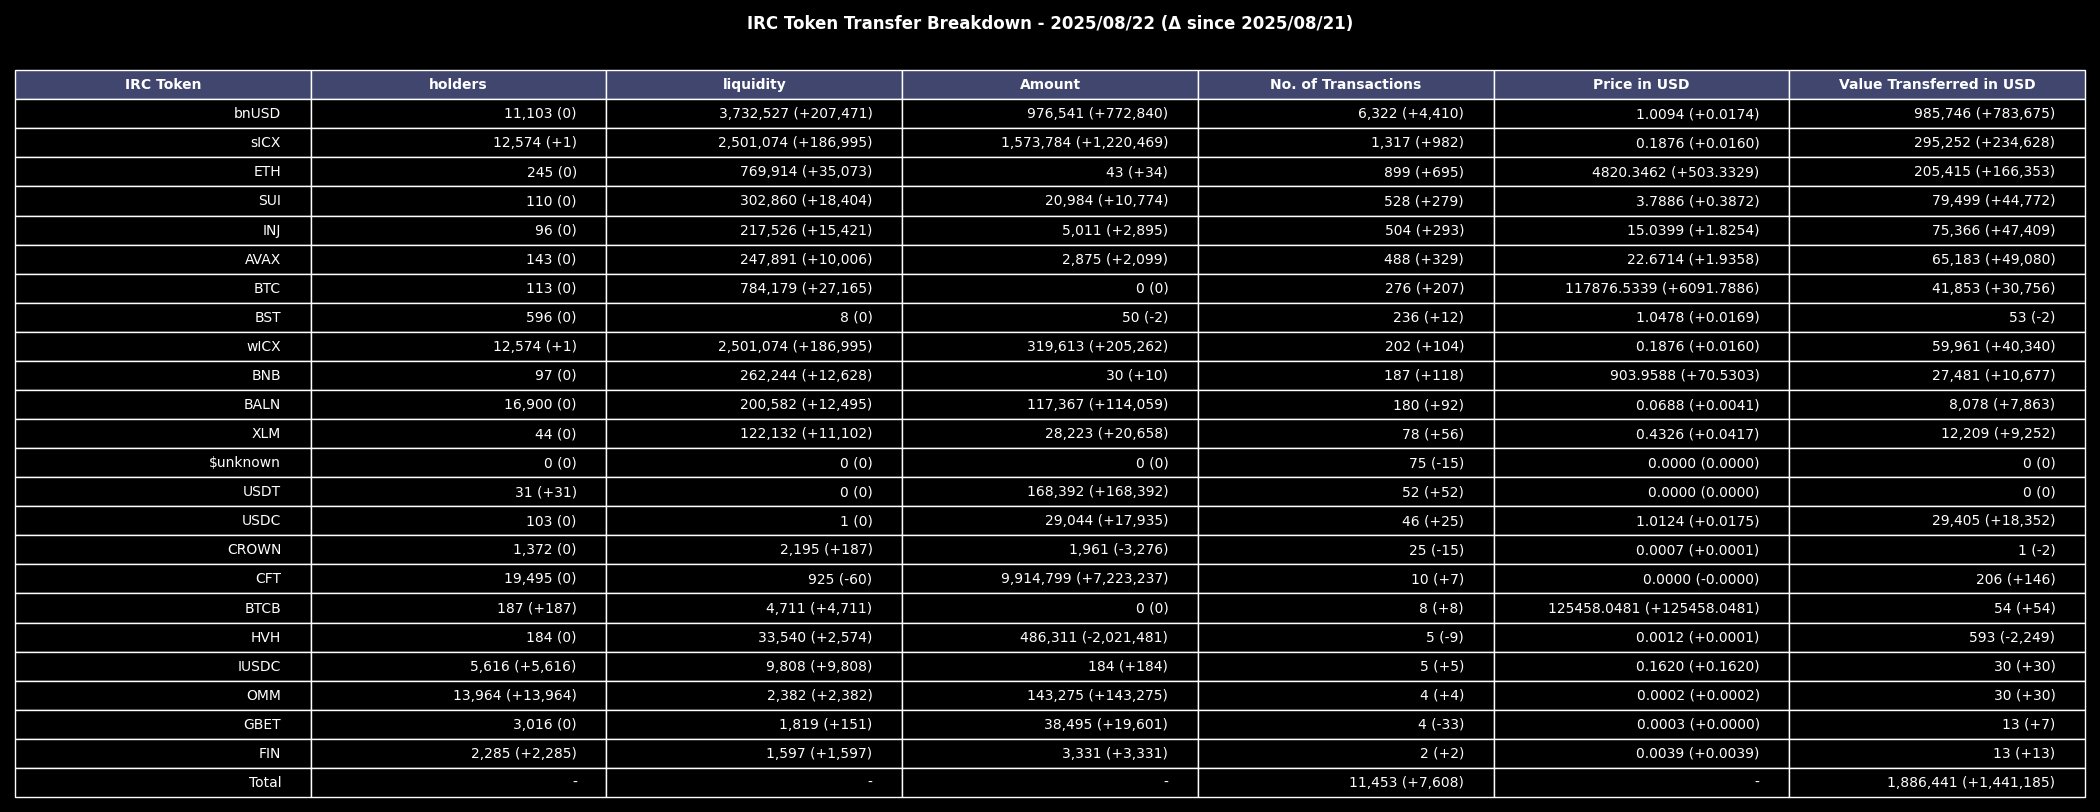 IRC Token Transfer Breakdown - 2025/08/22 (Δ since 2025/08/21)
IRC Token holders liquidity Amount No. of Transactions Price in USD Value Transferred in USD
bnUSD 11,103 (0) 3,732,527 (+207,471) 976,541 (+772,840) 6,322 (+4,410) 1.0094 (+0.0174) 985,746 (+783,675)
sICX 12,574 (+1) 2,501,074 (+186,995) 1,573,784 (+1,220,469) 1,317 (+982) 0.1876 (+0.0160) 295,252 (+234,628)
ETH 245 (0) 769,914 (+35,073) 43 (+34) 899 (+695) 4820.3462 (+503.3329) 205,415 (+166,353)
SUI 110 (0) 302,860 (+18,404) 20,984 (+10,774) 528 (+279) 3.7886 (+0.3872) 79,499 (+44,772)
INJ 96 (0) 217,526 (+15,421) 5,011 (+2,895) 504 (+293) 15.0399 (+1.8254) 75,366 (+47,409)
AVAX 143 (0) 247,891 (+10,006) 2,875 (+2,099) 488 (+329) 22.6714 (+1.9358) 65,183 (+49,080)
BTC 113 (0) 784,179 (+27,165) 0 (0) 276 (+207) 117876.5339 (+6091.7886) 41,853 (+30,756)
BST 596 (0) 8 (0) 50 (-2) 236 (+12) 1.0478 (+0.0169) 53 (-2)
wICX 12,574 (+1) 2,501,074 (+186,995) 319,613 (+205,262) 202 (+104) 0.1876 (+0.0160) 59,961 (+40,340)
BNB 97 (0) 262,244 (+12,628) 30 (+10) 187 (+118) 903.9588 (+70.5303) 27,481 (+10,677)
BALN 16,900 (0) 200,582 (+12,495) 117,367 (+114,059) 180 (+92) 0.0688 (+0.0041) 8,078 (+7,863)
XLM 44 (0) 122,132 (+11,102) 28,223 (+20,658) 78 (+56) 0.4326 (+0.0417) 12,209 (+9,252)
$unknown 0 (0) 0 (0) 0 (0) 75 (-15) 0.0000 (0.0000) 0 (0)
USDT 31 (+31) 0 (0) 168,392 (+168,392) 52 (+52) 0.0000 (0.0000) 0 (0)
USDC 103 (0) 1 (0) 29,044 (+17,935) 46 (+25) 1.0124 (+0.0175) 29,405 (+18,352)
CROWN 1,372 (0) 2,195 (+187) 1,961 (-3,276) 25 (-15) 0.0007 (+0.0001) 1 (-2)
CFT 19,495 (0) 925 (-60) 9,914,799 (+7,223,237) 10 (+7) 0.0000 (-0.0000) 206 (+146)
BTCB 187 (+187) 4,711 (+4,711) 0 (0) 8 (+8) 125458.0481 (+125458.0481) 54 (+54)
HVH 184 (0) 33,540 (+2,574) 486,311 (-2,021,481) 5 (-9) 0.0012 (+0.0001) 593 (-2,249)
IUSDC 5,616 (+5,616) 9,808 (+9,808) 184 (+184) 5 (+5) 0.1620 (+0.1620) 30 (+30)
OMM 13,964 (+13,964) 2,382 (+2,382) 143,275 (+143,275) 4 (+4) 0.0002 (+0.0002) 30 (+30)
GBET 3,016 (0) 1,819 (+151) 38,495 (+19,601) 4 (-33) 0.0003 (+0.0000) 13 (+7)
FIN 2,285 (+2,285) 1,597 (+1,597) 3,331 (+3,331) 2 (+2) 0.0039 (+0.0039) 13 (+13)
Total - - - 11,453 (+7,608) - 1,886,441 (+1,441,185)